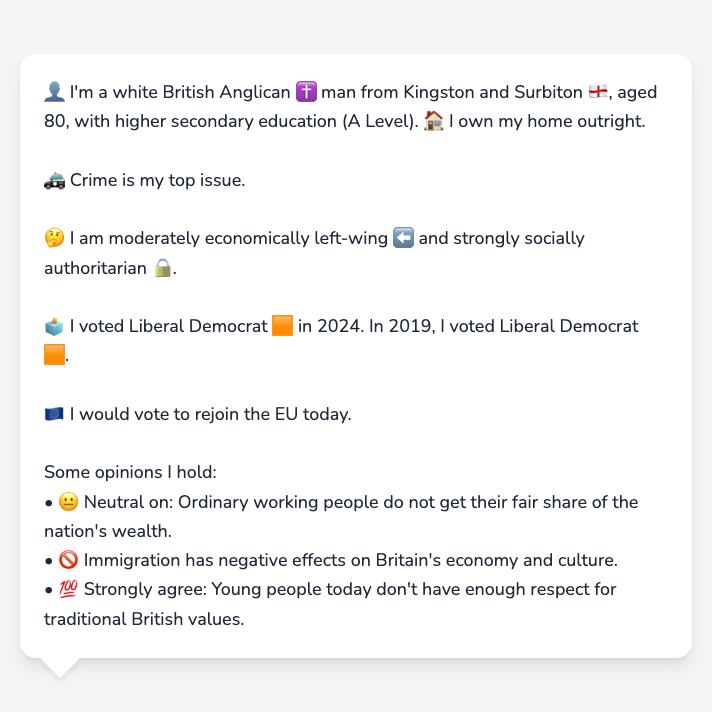 👤 I'm a white British Anglican ✝️ man from Kingston and Surbiton 🏴󠁧󠁢󠁥󠁮󠁧󠁿, aged
80, with higher secondary education (A Level). 🏠 I own my home outright.
🚓 Crime is my top issue.
🤔 I am moderately economically left-wing ⬅️ and strongly socially
authoritarian 🔒.
🗳️ I voted Liberal Democrat 🟧 in 2024. In 2019, I voted Liberal Democrat
🟧.
🇪🇺 I would vote to rejoin the EU today.
Some opinions I hold:
• 😐 Neutral on: Ordinary working people do not get their fair share of the
nation's wealth.
• 🚫 Immigration has negative effects on Britain's economy and culture.
• 💯 Strongly agree: Young people today don't have enough respect for
traditional British values.